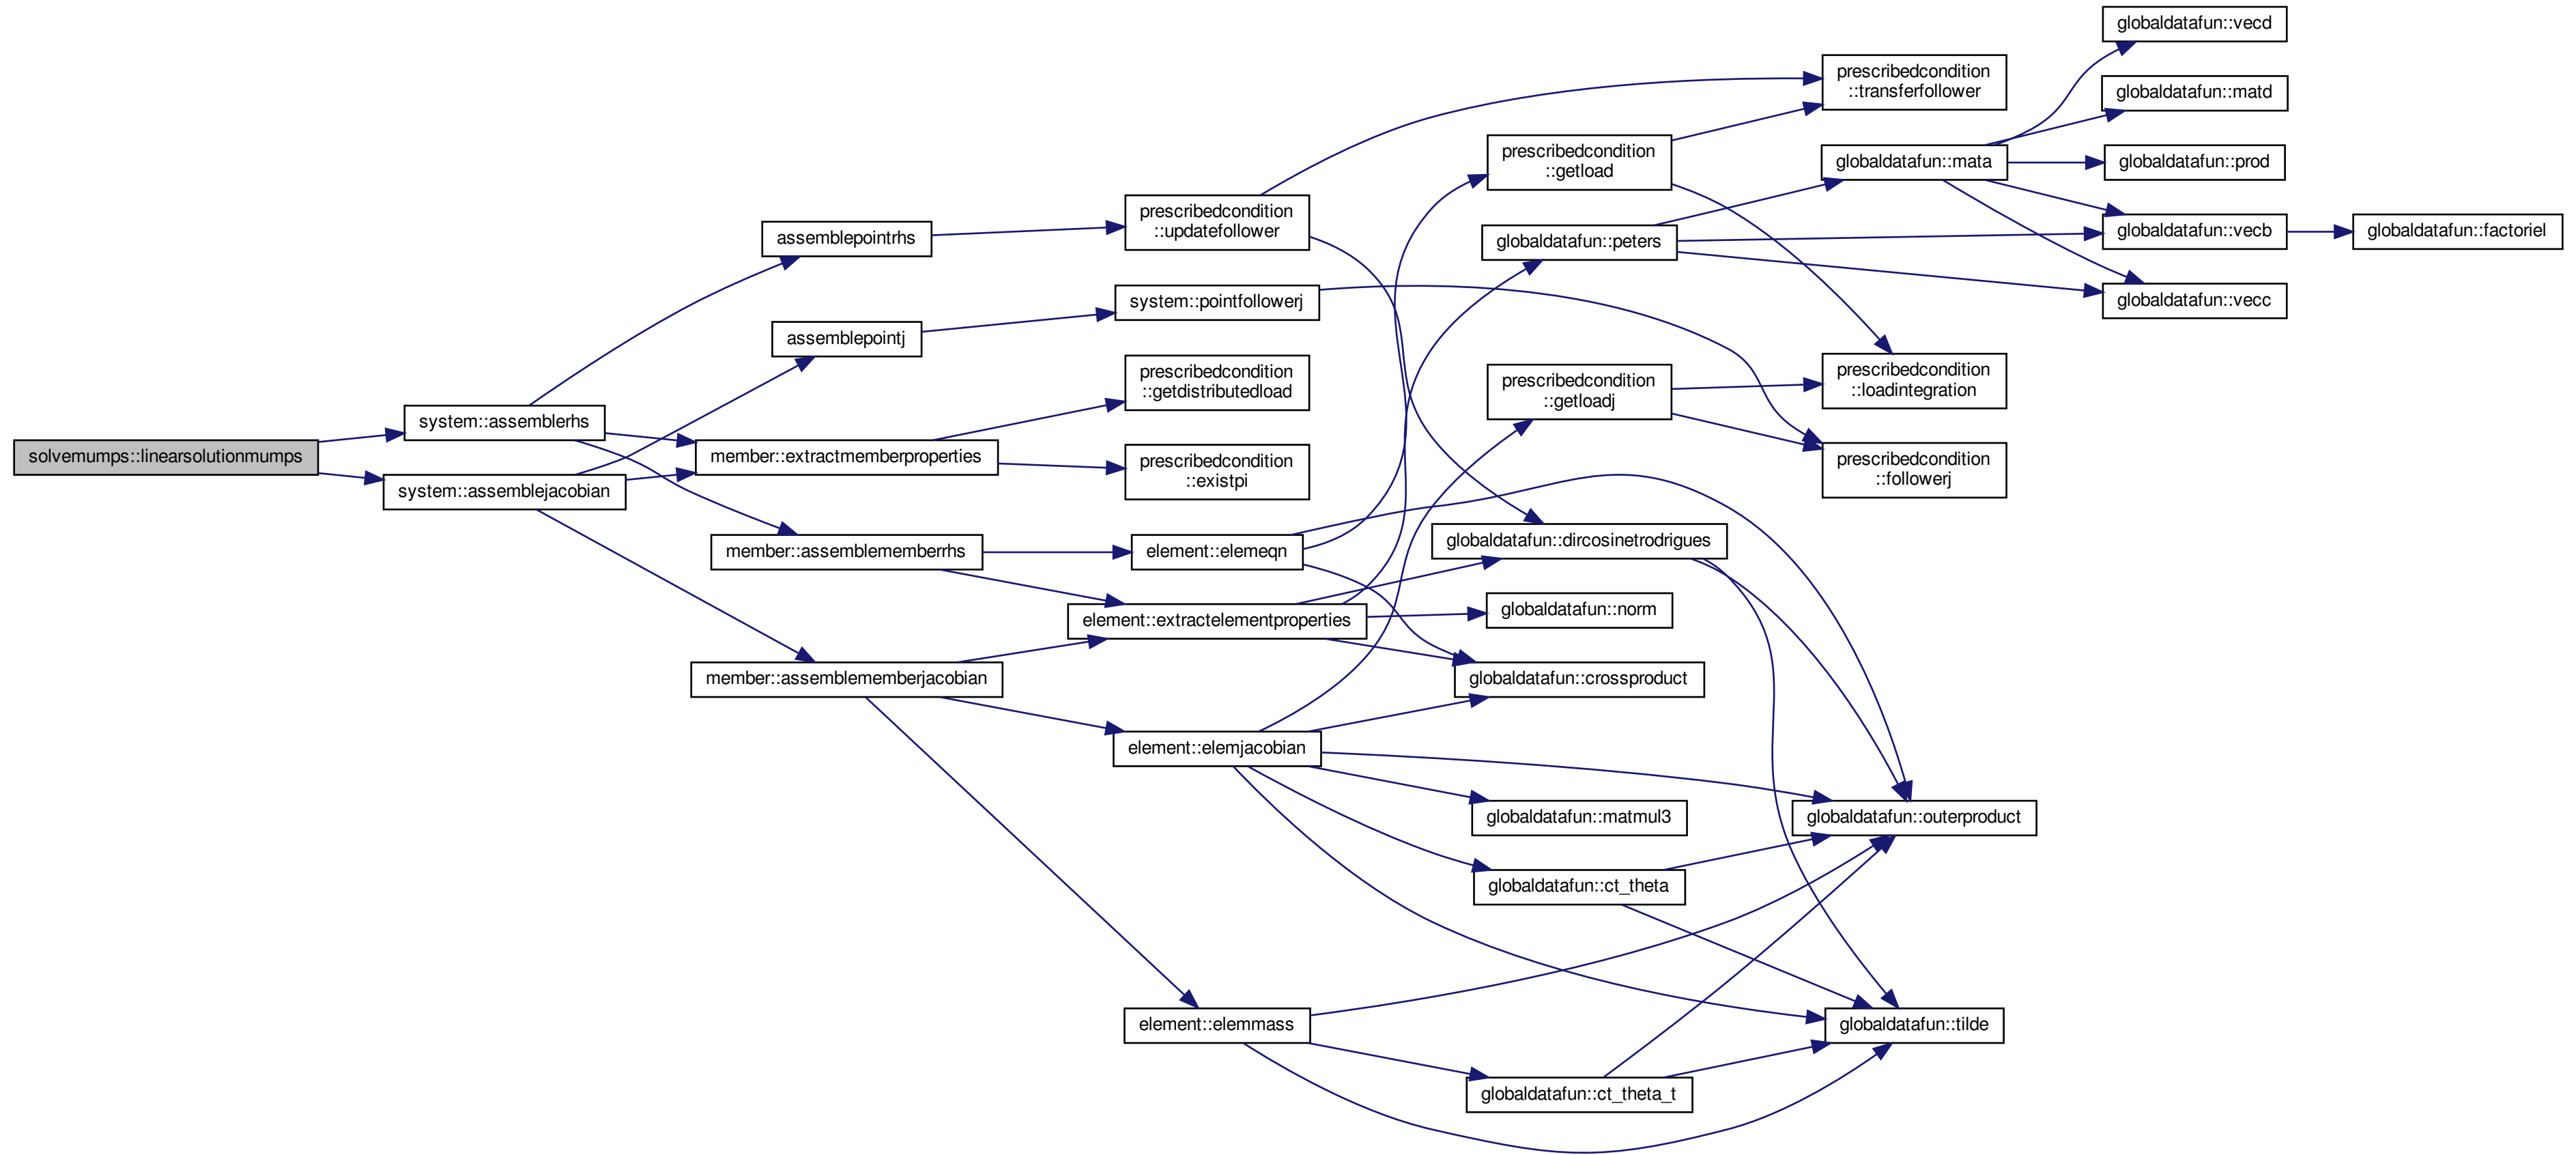 solvemumps::linearsolutionmumps
system::assemblerhs
system::assemblejacobian
assemblepointrhs
assemblepointj
member::extractmemberproperties
member::assemblememberrhs
member::assemblememberjacobian
prescribedcondition
::updatefollower
system::pointfollowerj
prescribedcondition
::getdistributedload
prescribedcondition
::existpi
element::elemeqn
element::extractelementproperties
element::elemjacobian
element::elemmass
prescribedcondition
::getload
globaldatafun::peters
prescribedcondition
::getloadj
globaldatafun::dircosinetrodrigues
globaldatafun::norm
globaldatafun::crossproduct
globaldatafun::matmul3
globaldatafun::ct_theta
globaldatafun::ct_theta_t
prescribedcondition
::transferfollower
globaldatafun::mata
prescribedcondition
::loadintegration
prescribedcondition
::followerj
globaldatafun::outerproduct
globaldatafun::tilde
globaldatafun::vecd
globaldatafun::matd
globaldatafun::prod
globaldatafun::vecb
globaldatafun::vecc
globaldatafun::factoriel